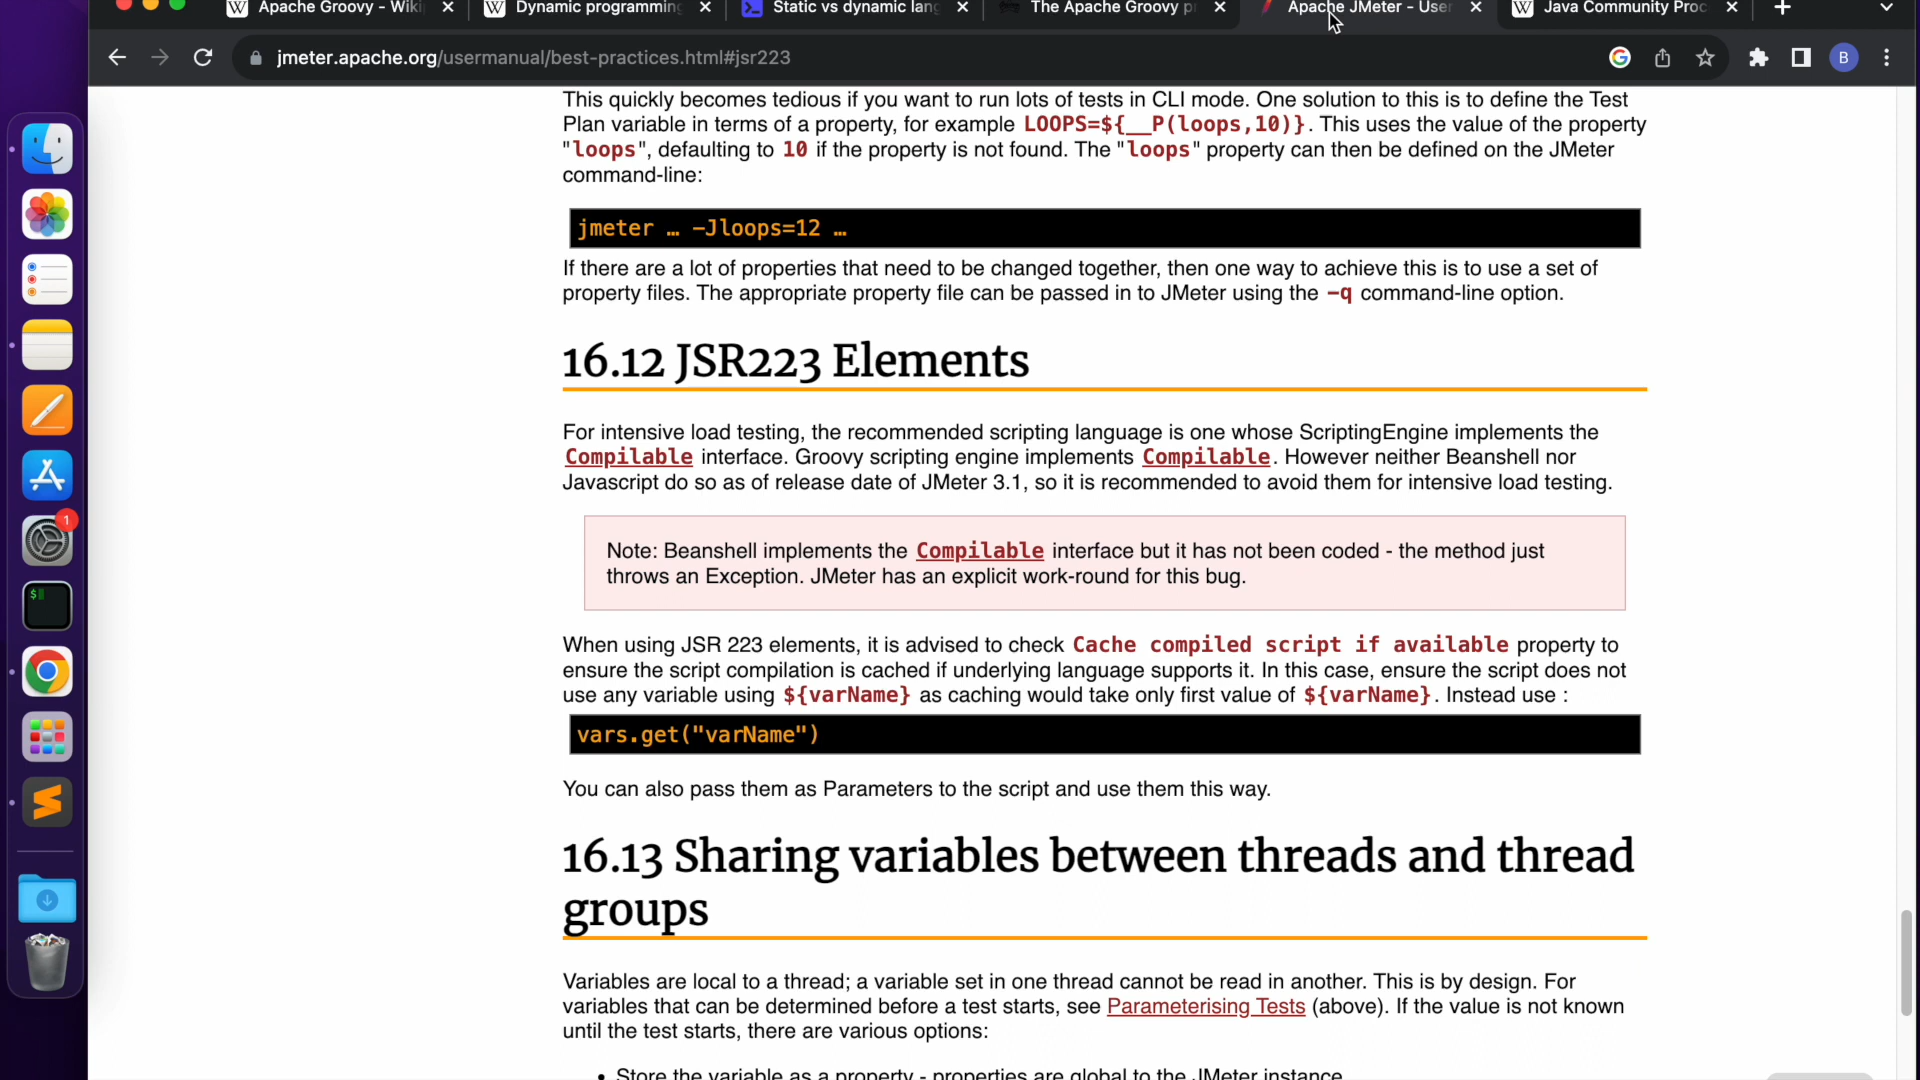 Apache Groovy - Wiki
Dynamic programming
Static vs dynamic lang
The Apache Groovy p
Apache JMeter - User
Java Community Proc
jmeter.apache.org/usermanual/best-practices.html#jsr223
B
This quickly becomes tedious if you want to run lots of tests in CLI mode. One solution to this is to define the Test
Plan variable in terms of a property, for example LOOPS=${__P(loops,10)}. This uses the value of the property
"loops", defaulting to 10 if the property is not found. The "loops" property can then be defined on the JMeter
command-line:
jmeter … -Jloops=12 …
If there are a lot of properties that need to be changed together, then one way to achieve this is to use a set of
property files. The appropriate property file can be passed in to JMeter using the -q command-line option.
16.12 JSR223 Elements
For intensive load testing, the recommended scripting language is one whose ScriptingEngine implements the
Compilable interface. Groovy scripting engine implements Compilable. However neither Beanshell nor
Javascript do so as of release date of JMeter 3.1, so it is recommended to avoid them for intensive load testing.
Note: Beanshell implements the Compilable interface but it has not been coded - the method just
throws an Exception. JMeter has an explicit work-round for this bug.
When using JSR 223 elements, it is advised to check Cache compiled script if available property to
ensure the script compilation is cached if underlying language supports it. In this case, ensure the script does not
use any variable using ${varName} as caching would take only first value of ${varName}. Instead use :
vars.get("varName")
You can also pass them as Parameters to the script and use them this way.
16.13 Sharing variables between threads and thread
groups
Variables are local to a thread; a variable set in one thread cannot be read in another. This is by design. For
variables that can be determined before a test starts, see Parameterising Tests (above). If the value is not known
until the test starts, there are various options:
• Store the variable as a property - properties are global to the JMeter instance
1
$